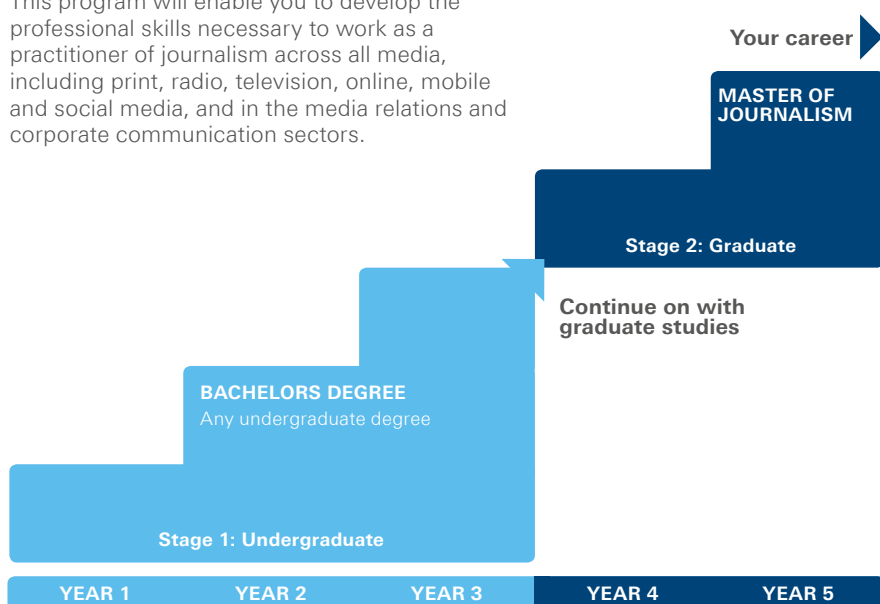 This program will enable you to develop the
professional skills necessary to work as a
practitioner of journalism across all media,
including print, radio, television, online, mobile
and social media, and in the media relations and
corporate communication sectors.
Your career
MASTER OF
JOURNALISM
Stage 2: Graduate
Continue on with
graduate studies
BACHELORS DEGREE
Any undergraduate degree
Stage 1: Undergraduate
YEAR 1 YEAR 2 YEAR 3 YEAR 4 YEAR 5